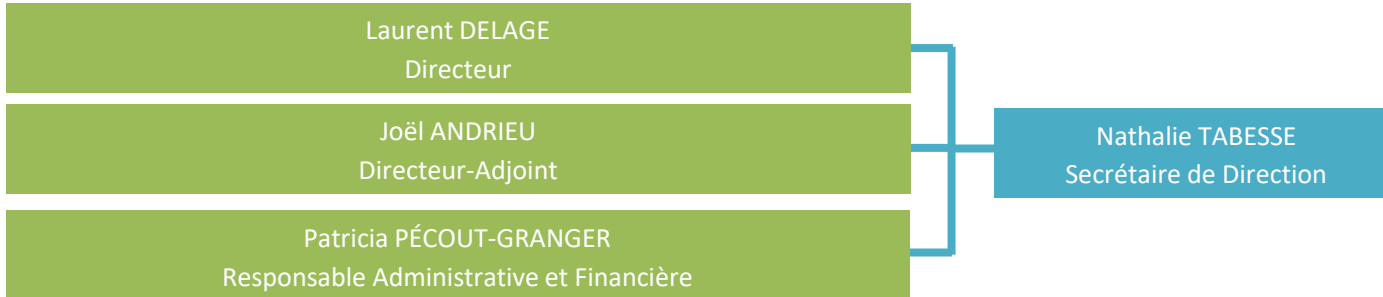 Laurent DELAGE
Directeur
Joël ANDRIEU
Directeur-Adjoint
Patricia PÉCOUT-GRANGER
Responsable Administrative et Financière
Nathalie TABESSE
Secrétaire de Direction